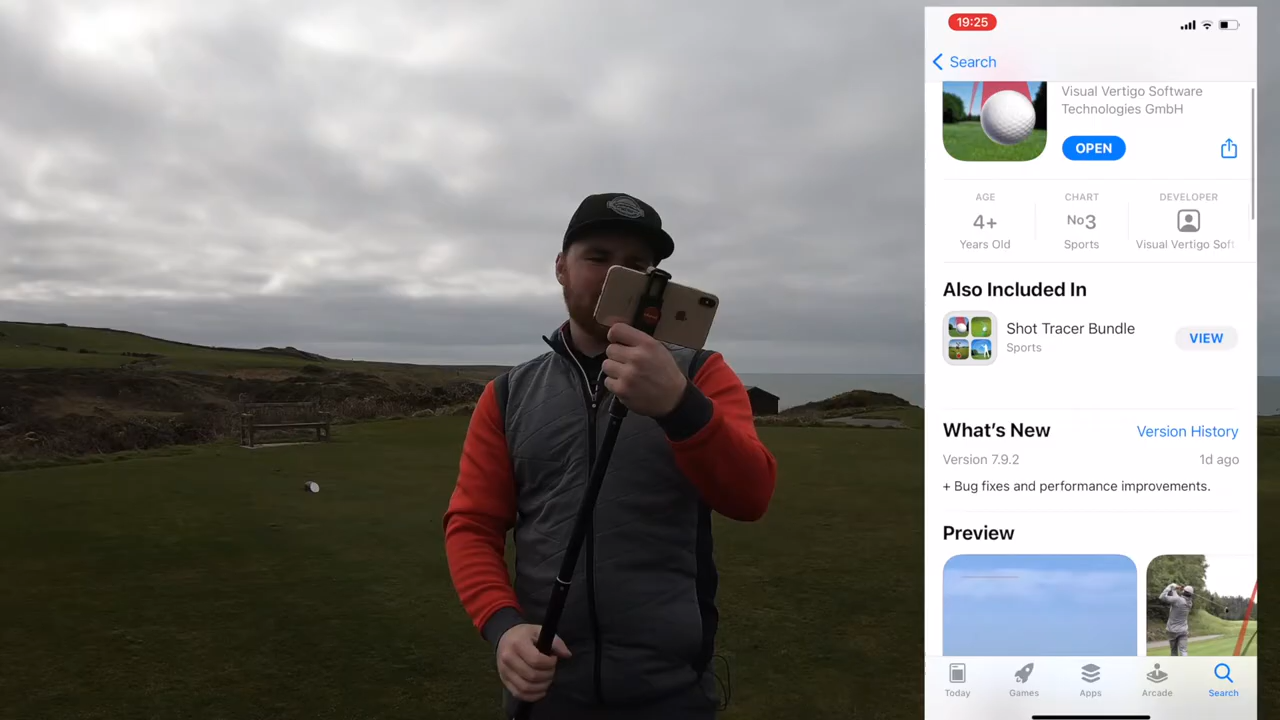 19:25
Search
Visual Vertigo Software
Technologies GmbH
OPEN
AGE
CHART
DEVELOPER
4+
No3
Years Old
Sports
Visual Vertigo Soft
Also Included In
Shot Tracer Bundle
Sports
VIEW
What's New
Version History
Version 7.9.2
1d ago
+ Bug fixes and performance improvements.
Preview
Today
Games
Apps
Arcade
Search